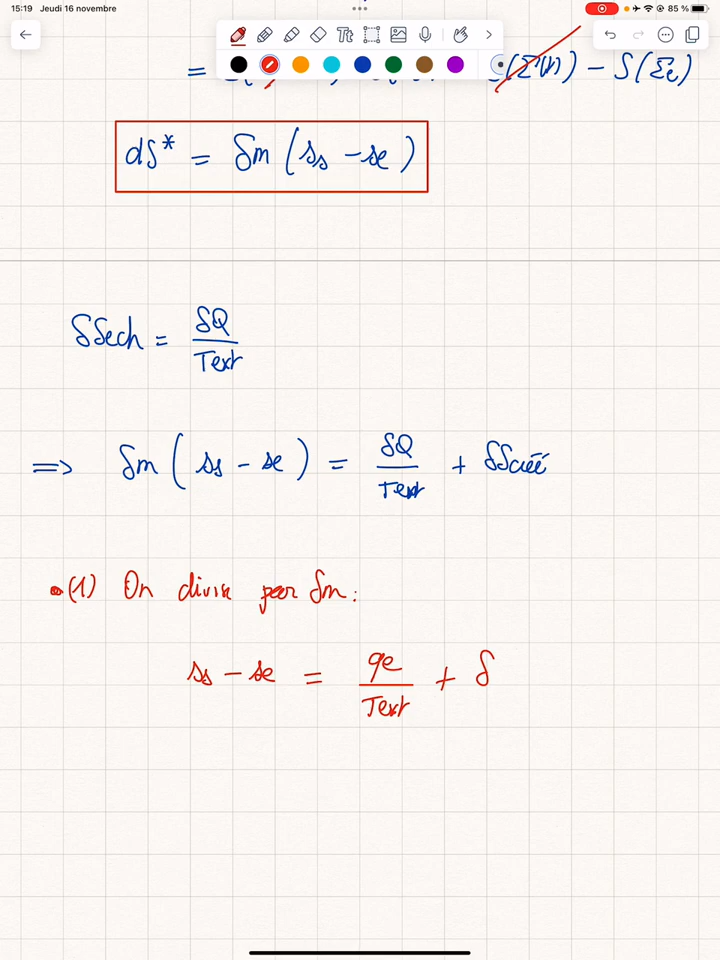 15:19 Jeudi 16 novembre 85 %
= S(Σ(t)) − S(Σe)
dS* = δm (ss − se)
δSech = δQ / Text
=> δm (ss − se) = δQ / Text + δScréé
• (1) On divise par δm :
ss − se = qe / Text + δ